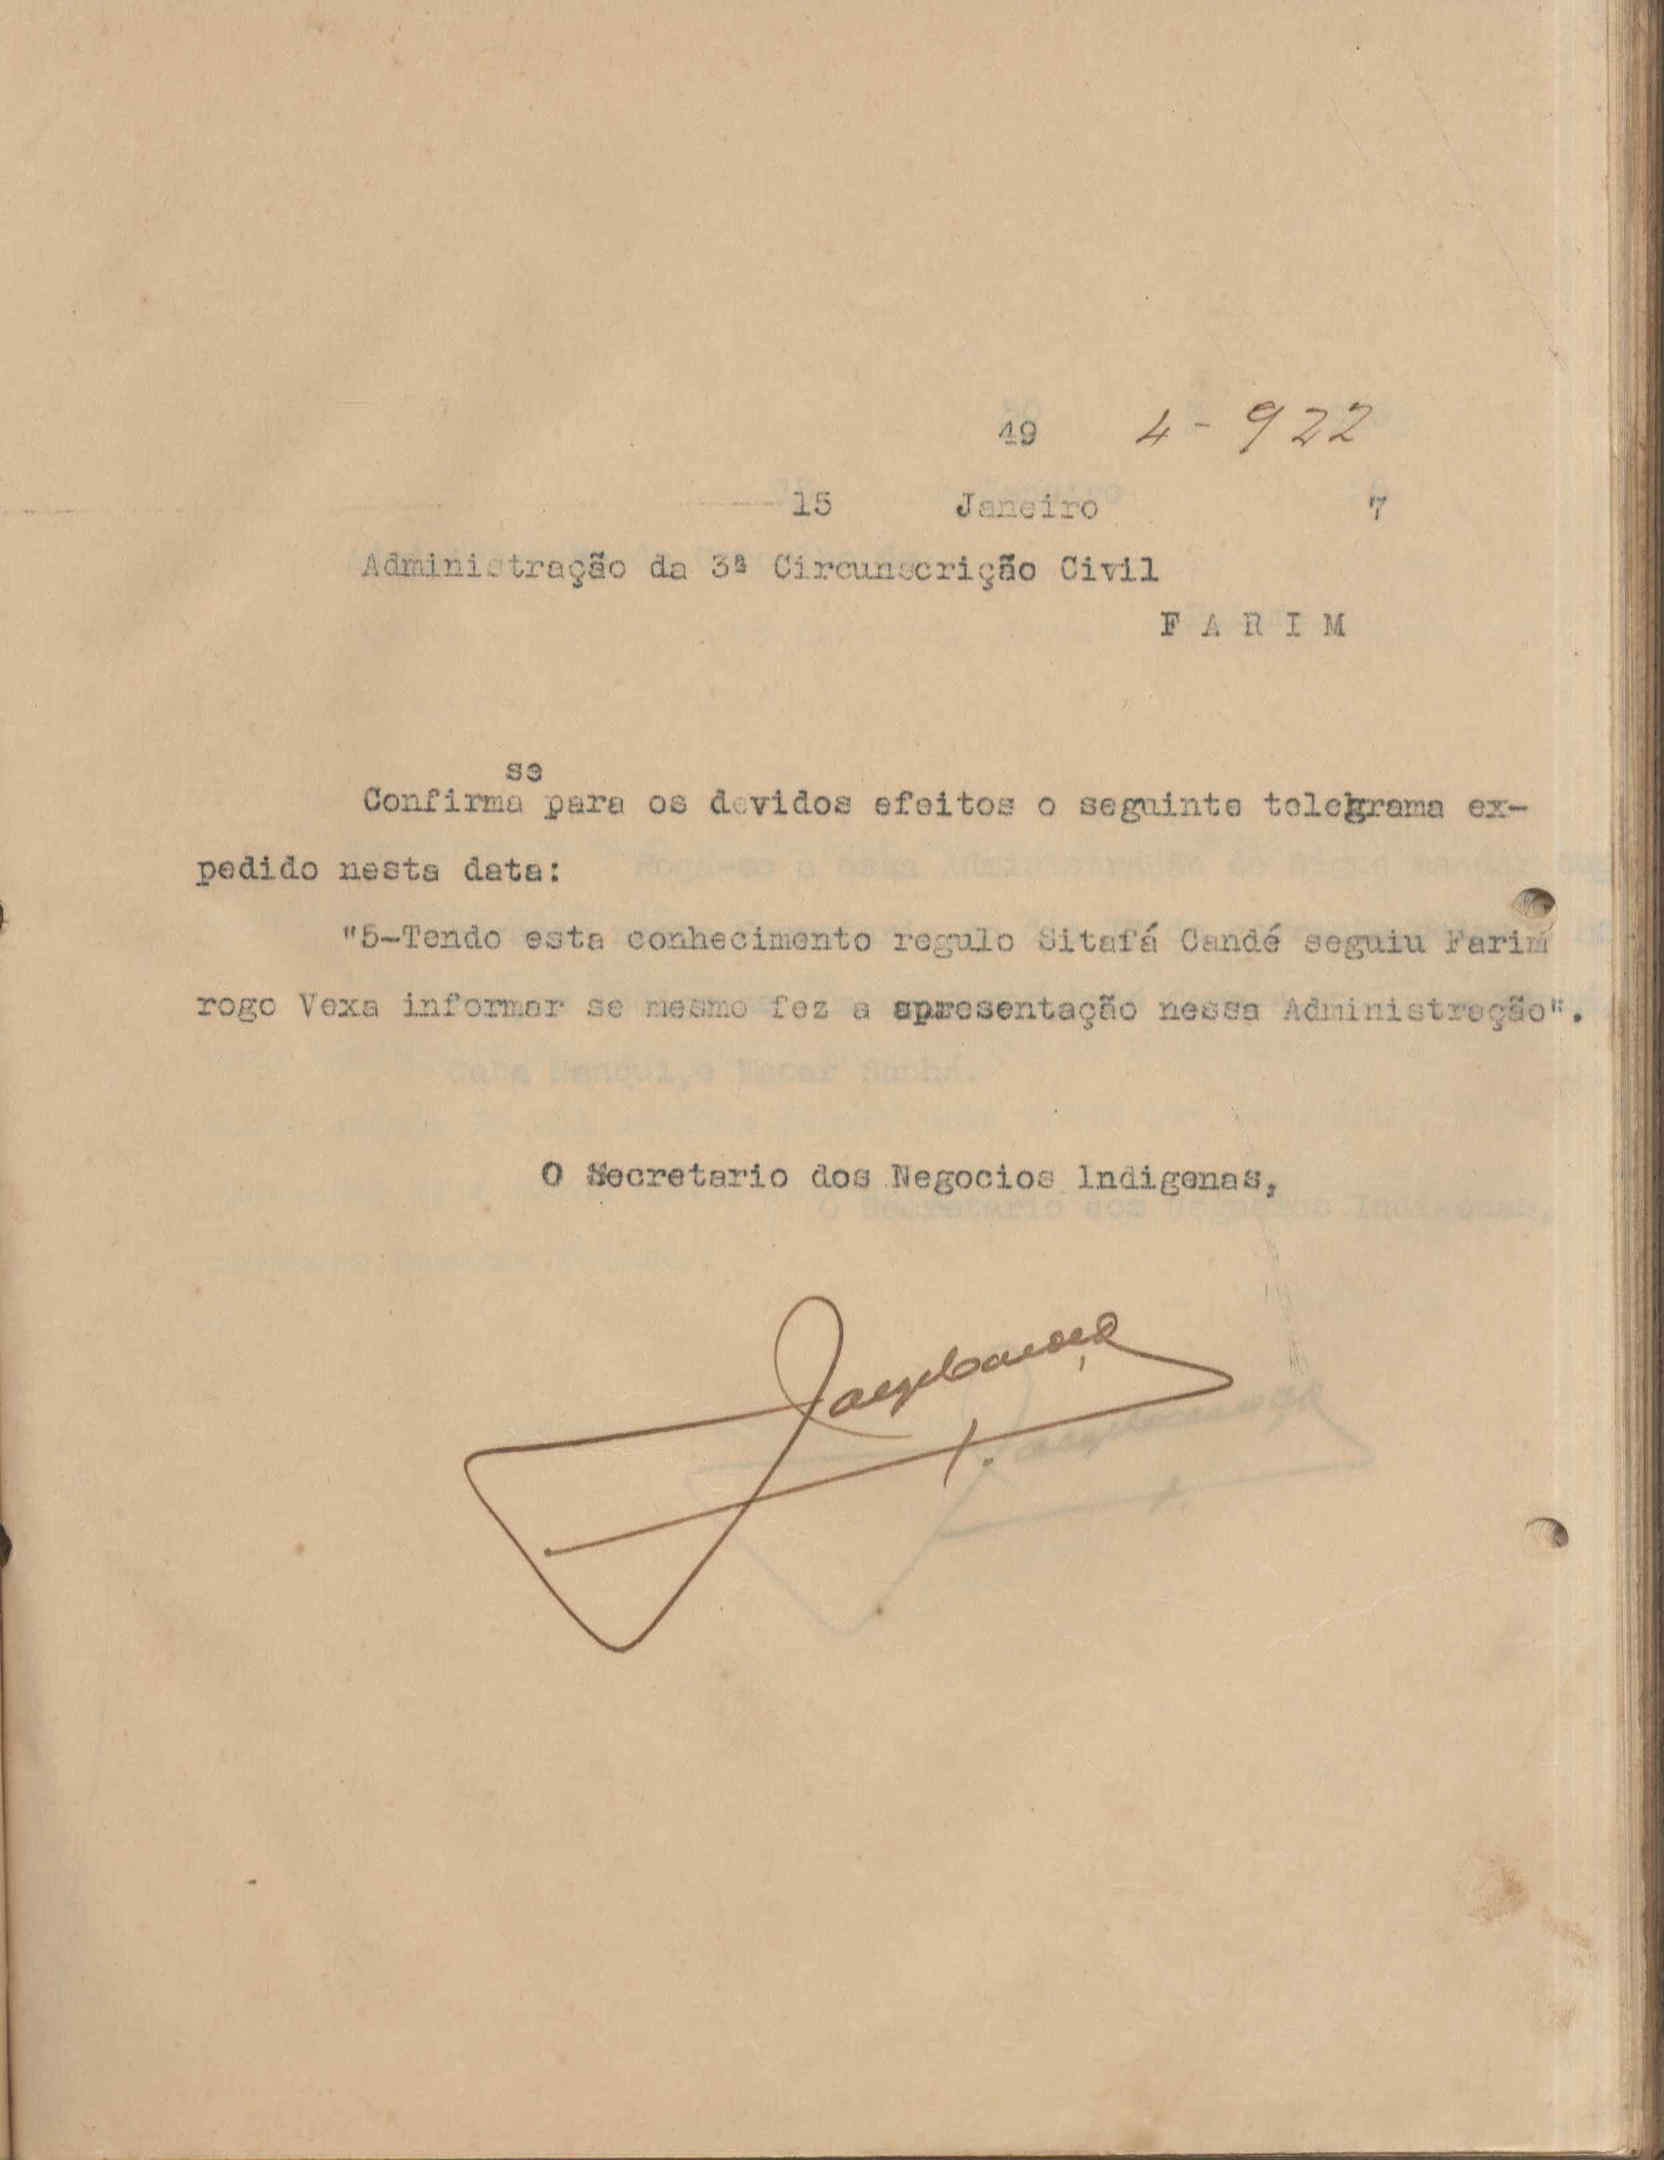 49 4-922
15 Janeiro 7
Administração da 3ª Circunscrição Civil
F A R I M
se
Confirma para os devidos efeitos o seguinte telegrama ex-
pedido nesta data:
"5-Tendo esta conhecimento regulo Sitafá Candé seguiu Farim
rogo Vexa informar se mesmo fez a apresentação nessa Administração".
O Secretario dos Negocios Indigenas,